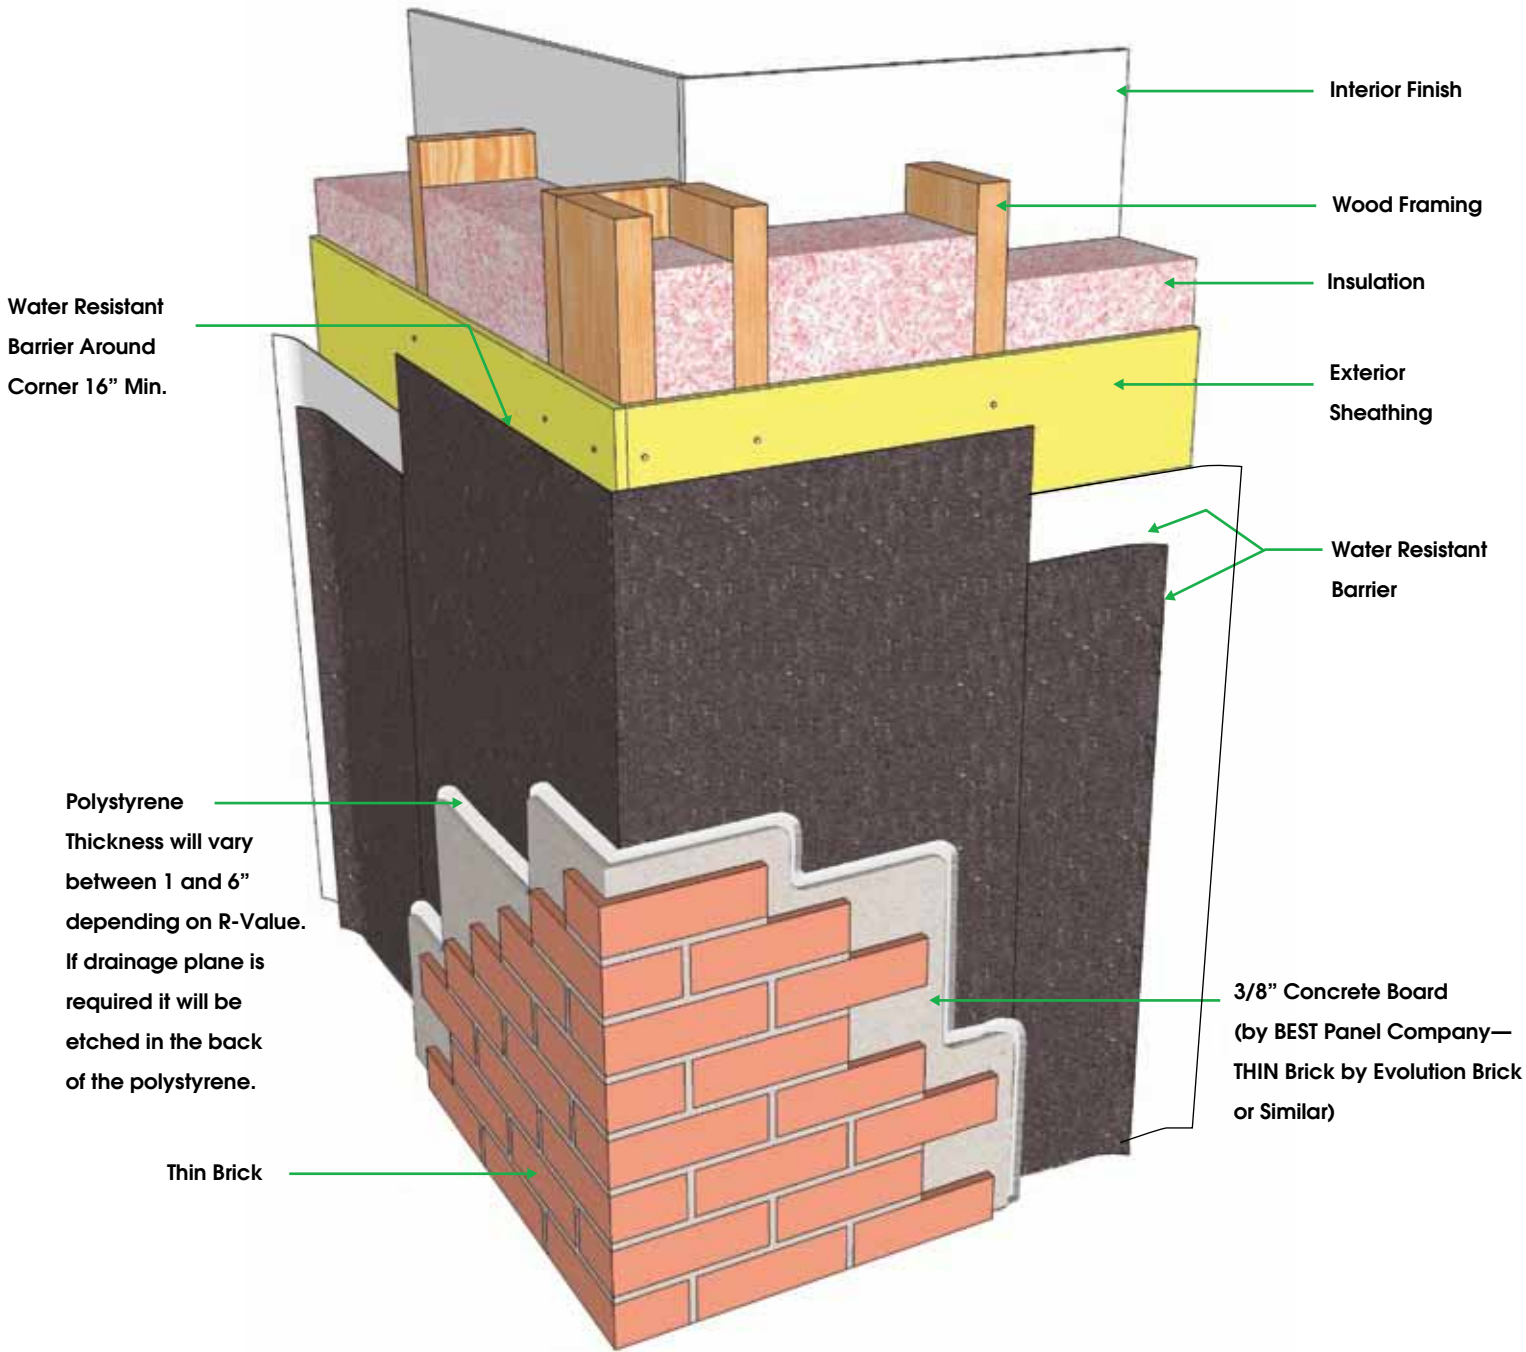 Interior Finish
Wood Framing
Insulation
Water Resistant
Barrier Around
Corner 16” Min.
Exterior
Sheathing
Water Resistant
Barrier
Polystyrene
Thickness will vary
between 1 and 6”
depending on R-Value.
If drainage plane is
required it will be
etched in the back
of the polystyrene.
3/8” Concrete Board
(by BEST Panel Company—
THIN Brick by Evolution Brick
or Similar)
Thin Brick